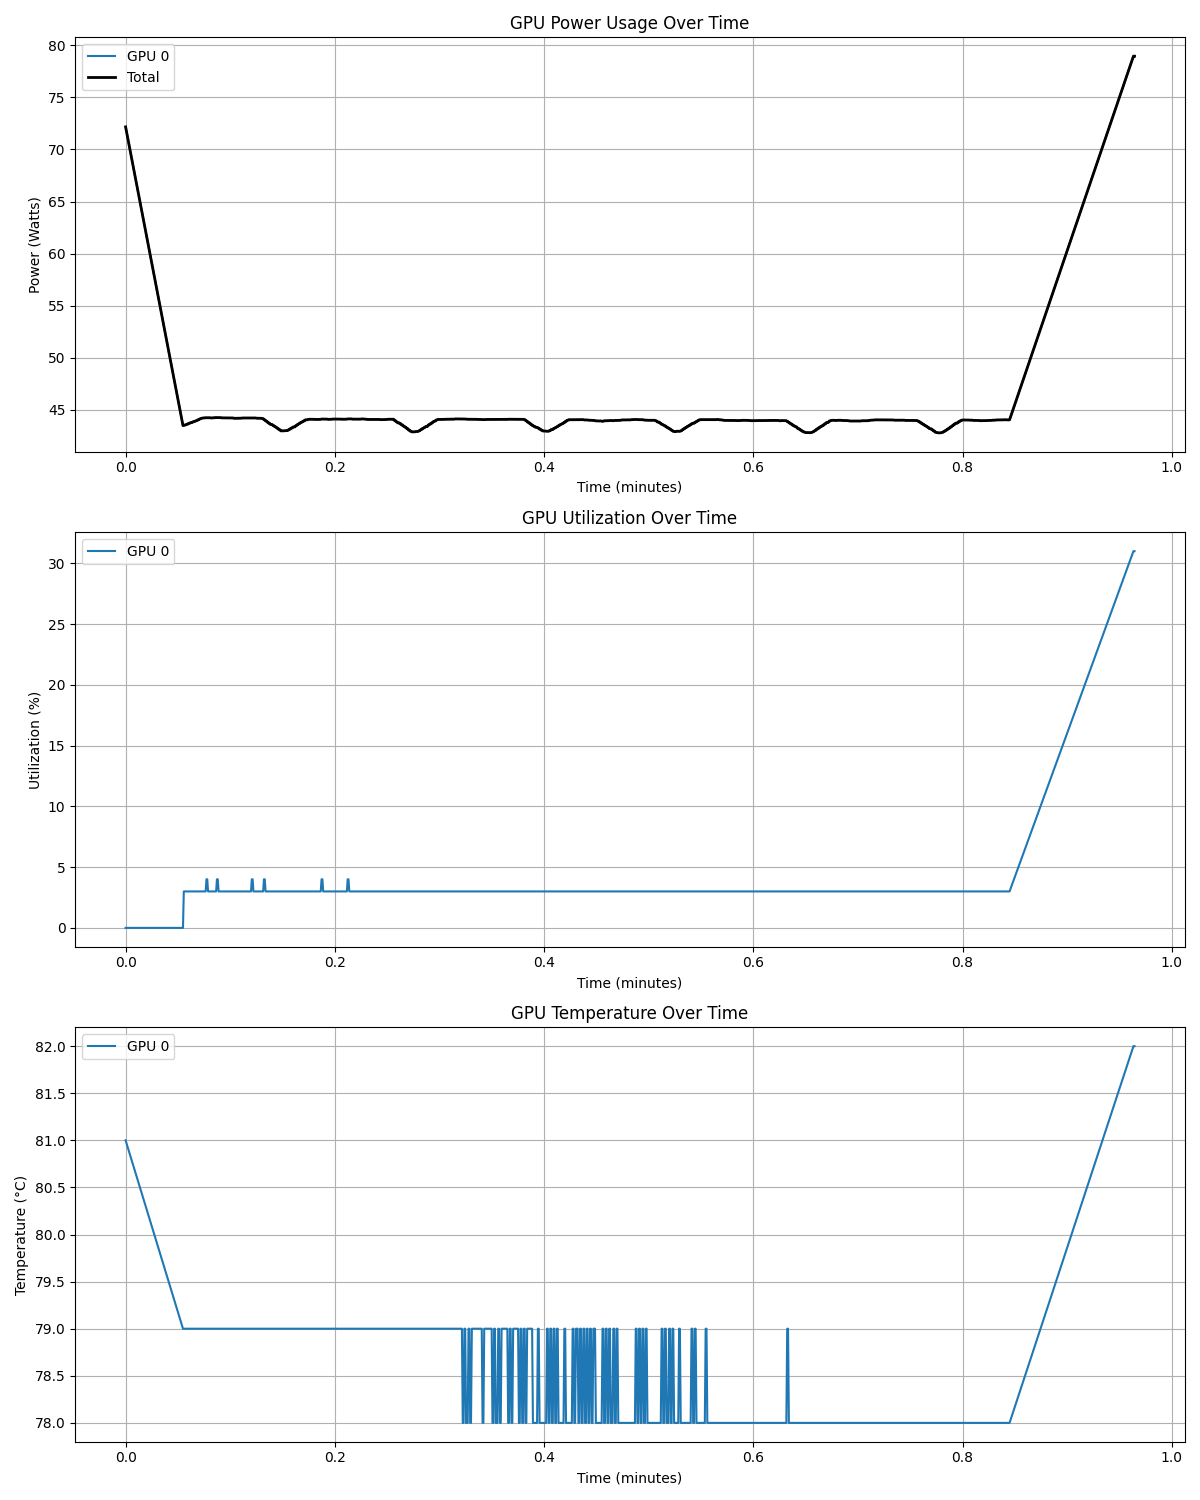 GPU Power Usage Over Time
GPU 0
Total
Power (Watts)
80
75
70
65
60
55
50
45
0.0 0.2 0.4 0.6 0.8 1.0
Time (minutes)
GPU Utilization Over Time
GPU 0
Utilization (%)
30
25
20
15
10
5
0
0.0 0.2 0.4 0.6 0.8 1.0
Time (minutes)
GPU Temperature Over Time
GPU 0
Temperature (°C)
82.0
81.5
81.0
80.5
80.0
79.5
79.0
78.5
78.0
0.0 0.2 0.4 0.6 0.8 1.0
Time (minutes)